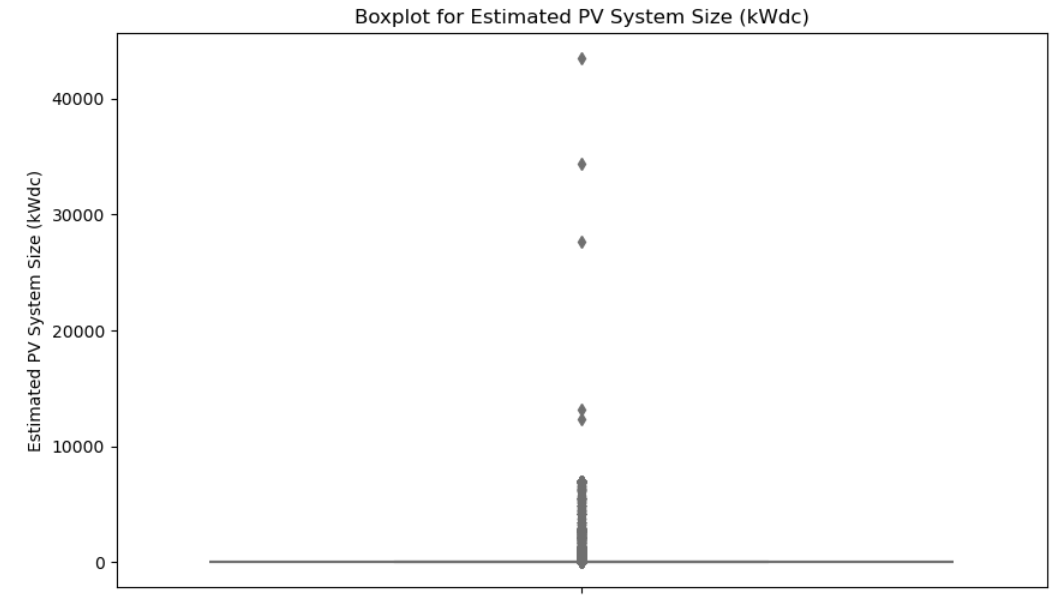 Boxplot for Estimated PV System Size (kWdc)
Estimated PV System Size (kWdc)
40000
30000
20000
10000
0